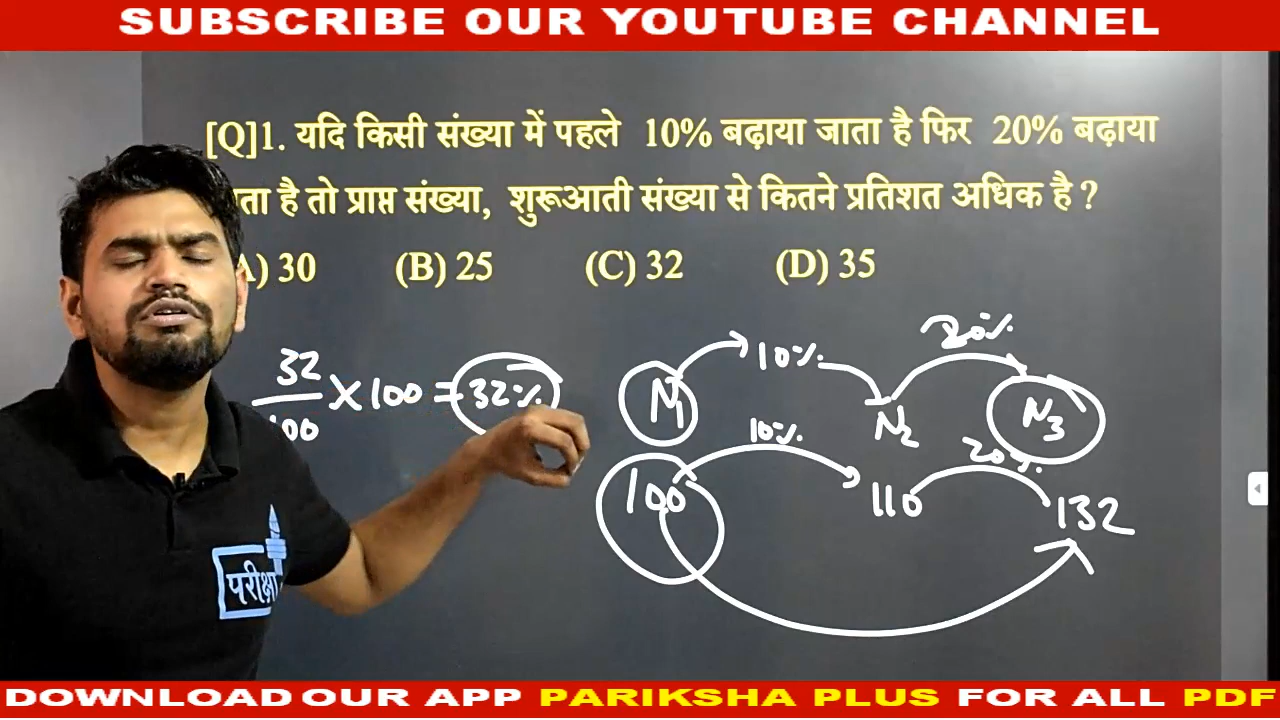 SUBSCRIBE OUR YOUTUBE CHANNEL
[Q]1. यदि किसी संख्या में पहले 10% बढ़ाया जाता है फिर 20% बढ़ाया
ता है तो प्राप्त संख्या, शुरूआती संख्या से कितने प्रतिशत अधिक है ?
A) 30 (B) 25 (C) 32 (D) 35
32/100 × 100 = 32%
N1 10% N2 20% N3
100 10% 110 20% 132
परीक्षा
DOWNLOAD OUR APP PARIKSHA PLUS FOR ALL PDF